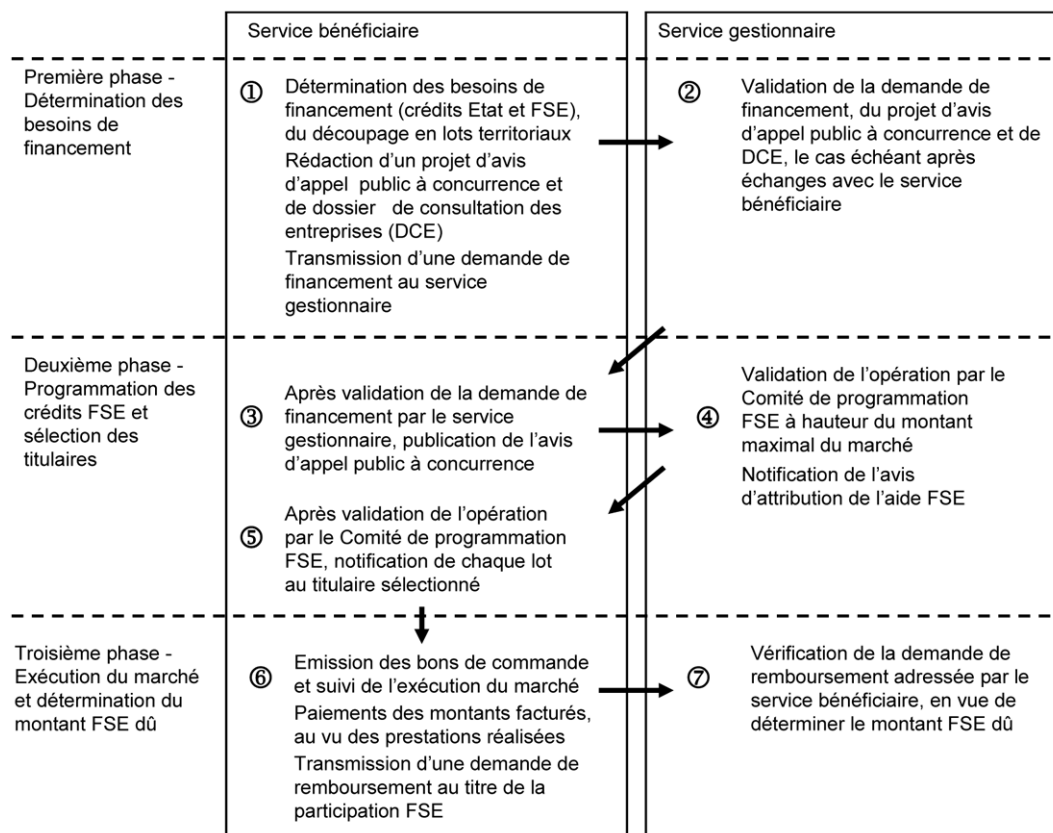 Service bénéficiaire
Service gestionnaire
Première phase -
Détermination des
besoins de
financement
①
Détermination des besoins de
financement (crédits Etat et FSE),
du découpage en lots territoriaux
Rédaction d’un projet d’avis
d’appel public à concurrence et
de dossier de consultation des
entreprises (DCE)
Transmission d’une demande de
financement au service
gestionnaire
②
Validation de la demande de
financement, du projet d’avis
d’appel public à concurrence et de
DCE, le cas échéant après
échanges avec le service
bénéficiaire
Deuxième phase -
Programmation des
crédits FSE et
sélection des
titulaires
③
Après validation de la demande de
financement par le service
gestionnaire, publication de l’avis
d’appel public à concurrence
④
Validation de l’opération par le
Comité de programmation
FSE à hauteur du montant
maximal du marché
Notification de l’avis
d’attribution de l’aide FSE
⑤
Après validation de l’opération
par le Comité de programmation
FSE, notification de chaque lot
au titulaire sélectionné
Troisième phase -
Exécution du marché
et détermination du
montant FSE dû
⑥
Emission des bons de commande
et suivi de l’exécution du marché
Paiements des montants facturés,
au vu des prestations réalisées
Transmission d’une demande de
remboursement au titre de la
participation FSE
⑦
Vérification de la demande de
remboursement adressée par le
service bénéficiaire, en vue de
déterminer le montant FSE dû